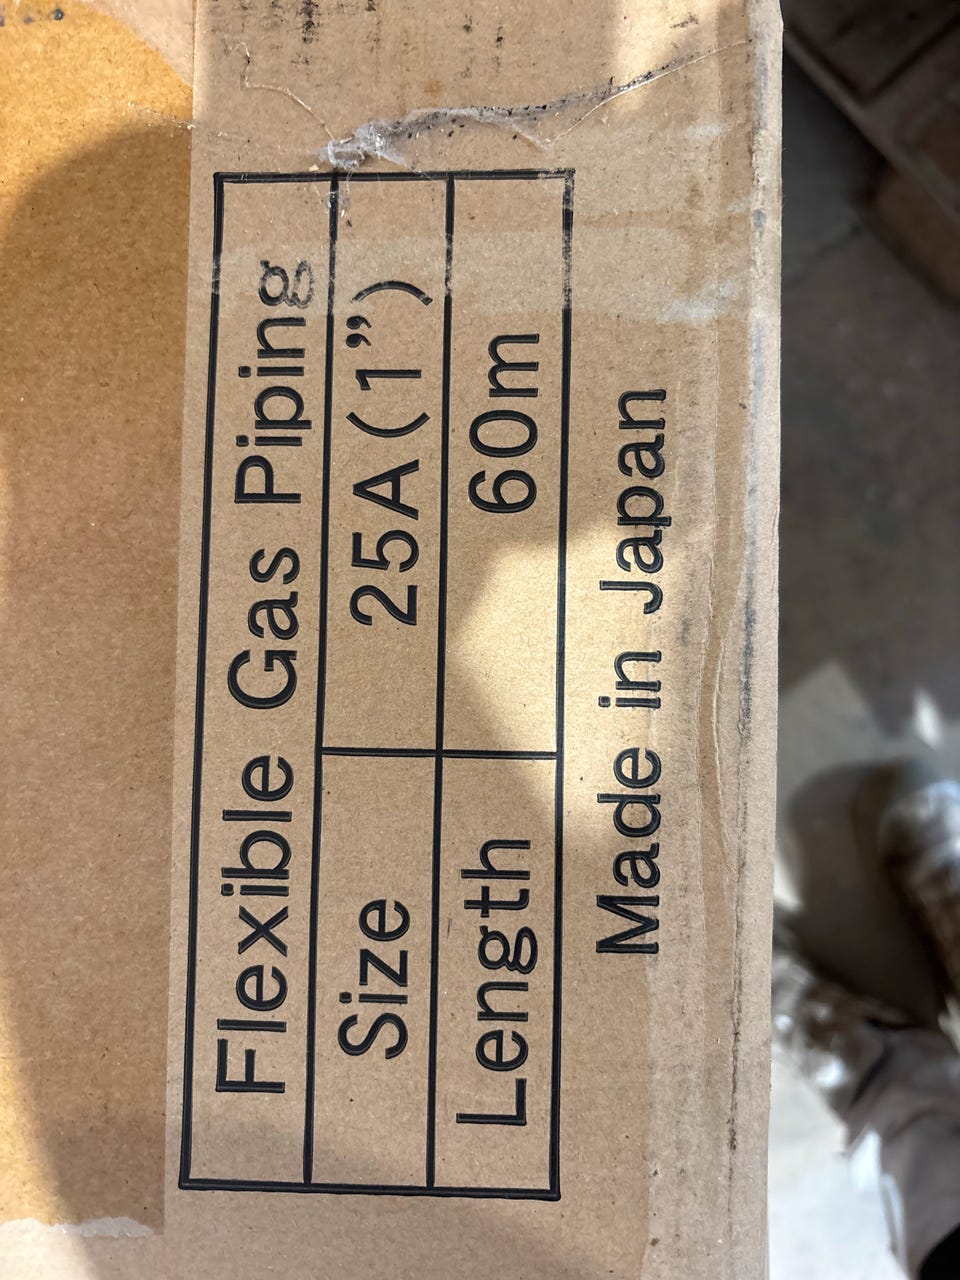 Flexible Gas Piping
Size 25A(1”)
Length 60m
Made in Japan